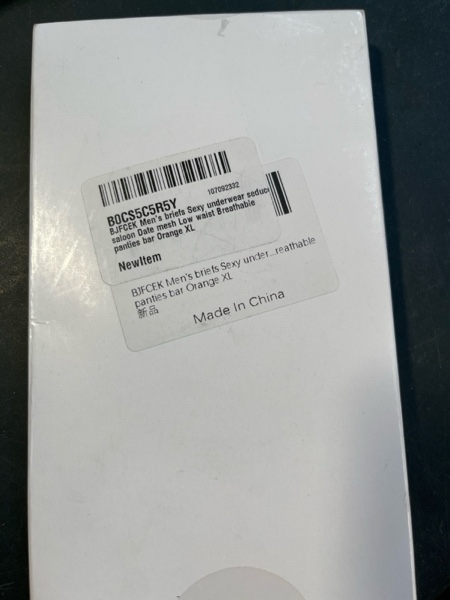 107092332
B0CS5C5R5Y
BJFCEK Men's briefs Sexy underwear seduc
saloon Date mesh Low waist Breathable
panties bar Orange XL
NewItem
BJFCEK Men's briefs Sexy under...reathable
panties bar Orange XL
新品
Made In China